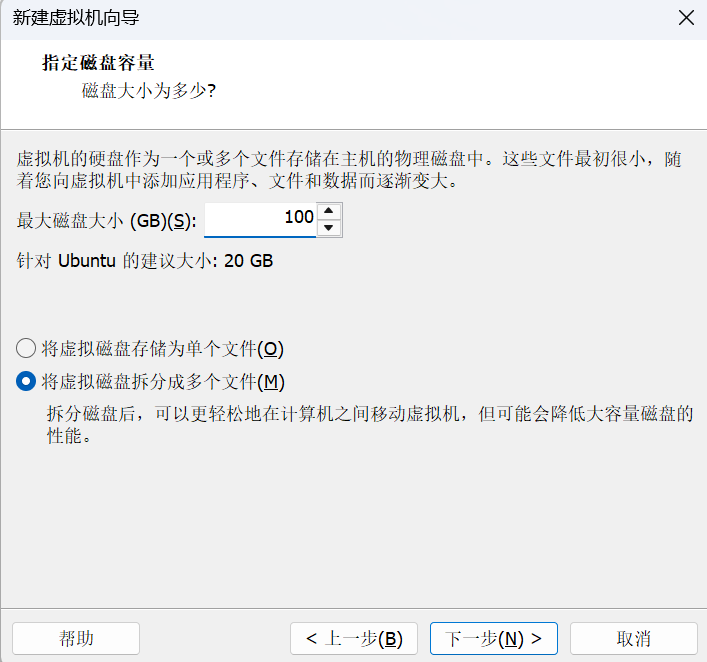 新建虚拟机向导
指定磁盘容量
磁盘大小为多少?
虚拟机的硬盘作为一个或多个文件存储在主机的物理磁盘中。这些文件最初很小，随
着您向虚拟机中添加应用程序、文件和数据而逐渐变大。
最大磁盘大小 (GB)(S): 100
针对 Ubuntu 的建议大小: 20 GB
将虚拟磁盘存储为单个文件(O)
将虚拟磁盘拆分成多个文件(M)
拆分磁盘后，可以更轻松地在计算机之间移动虚拟机，但可能会降低大容量磁盘的
性能。
帮助 < 上一步(B) 下一步(N) > 取消